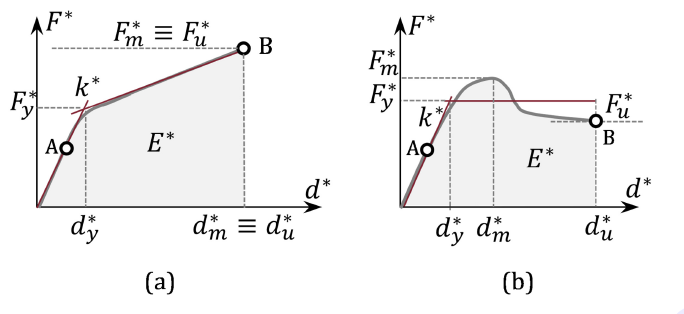 F*
F*m ≡ F*u
B
F*y
k*
A
E*
d*
d*y
d*m ≡ d*u
(a)
F*
F*m
F*y
k*
F*u
A
B
E*
d*
d*y
d*m
d*u
(b)